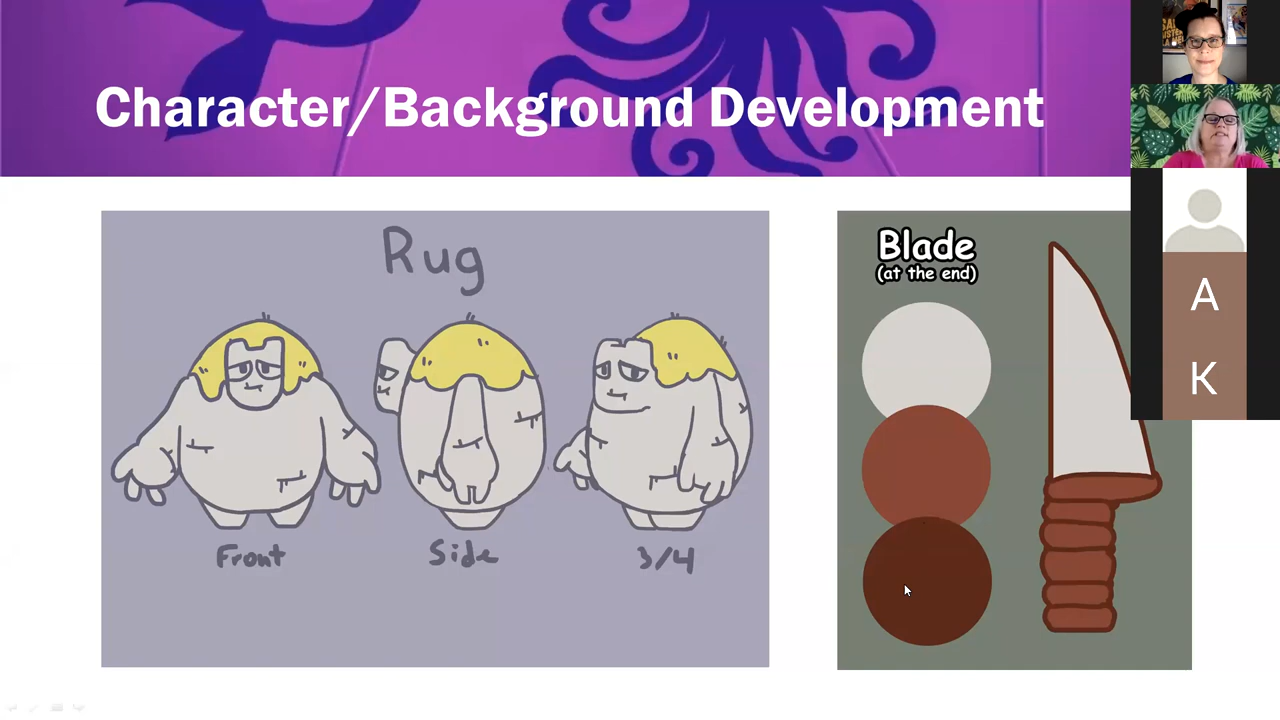 Character/Background Development
Rug
Front
Side
3/4
Blade
(at the end)
A
K